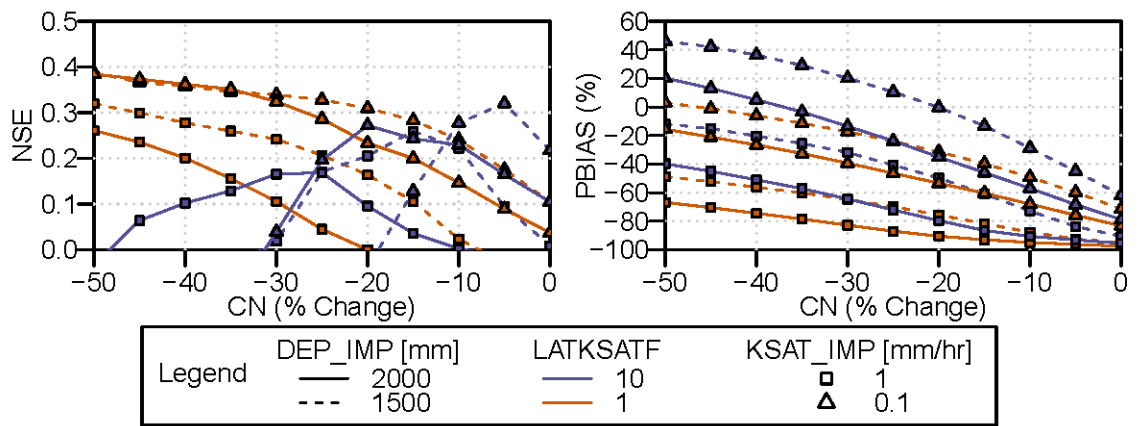 0.5
0.4
0.3
0.2
0.1
0.0
NSE
−50 −40 −30 −20 −10 0
CN (% Change)
60
40
20
0
−20
−40
−60
−80
−100
PBIAS (%)
−50 −40 −30 −20 −10 0
CN (% Change)
Legend
DEP_IMP [mm] LATKSATF KSAT_IMP [mm/hr]
2000 10 1
1500 1 0.1